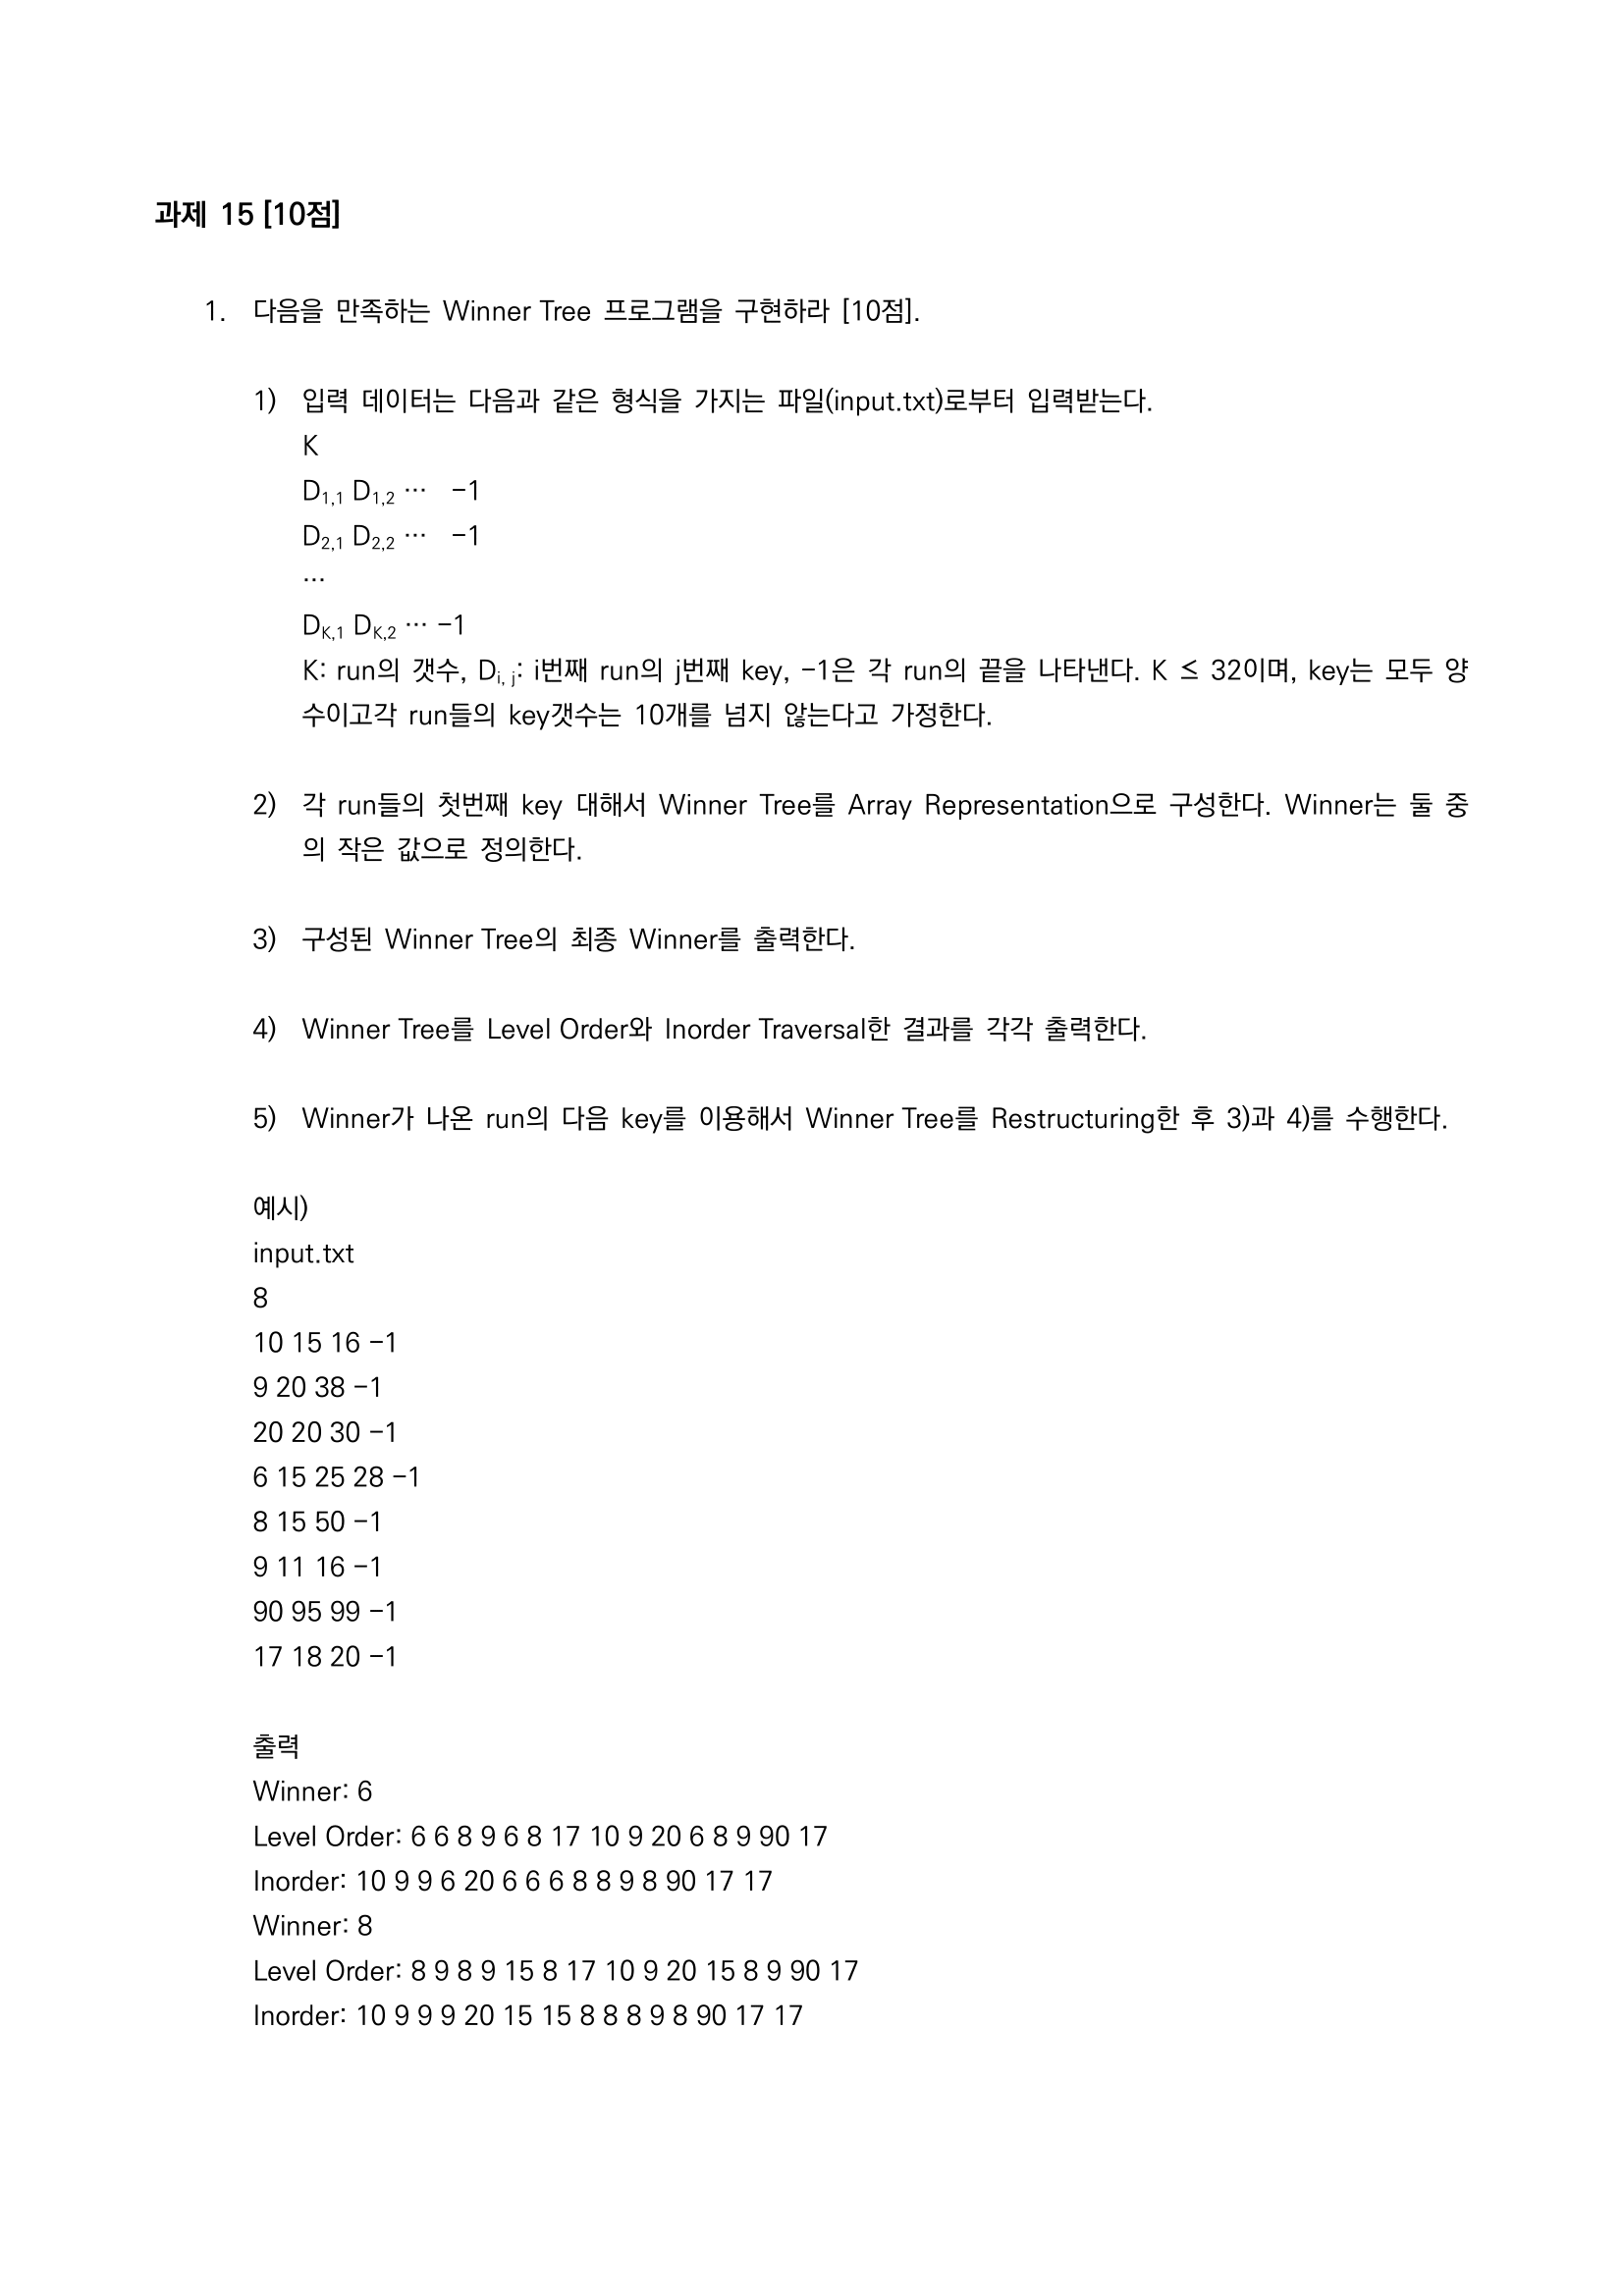 과제 15 [10점]
1. 다음을 만족하는 Winner Tree 프로그램을 구현하라 [10점].
1) 입력 데이터는 다음과 같은 형식을 가지는 파일(input.txt)로부터 입력받는다.
K
D1,1 D1,2 … −1
D2,1 D2,2 … −1
…
DK,1 DK,2 … −1
K: run의 갯수, Di, j: i번째 run의 j번째 key, −1은 각 run의 끝을 나타낸다. K ≤ 32이며, key는 모두 양
수이고각 run들의 key갯수는 10개를 넘지 않는다고 가정한다.
2) 각 run들의 첫번째 key 대해서 Winner Tree를 Array Representation으로 구성한다. Winner는 둘 중
의 작은 값으로 정의한다.
3) 구성된 Winner Tree의 최종 Winner를 출력한다.
4) Winner Tree를 Level Order와 Inorder Traversal한 결과를 각각 출력한다.
5) Winner가 나온 run의 다음 key를 이용해서 Winner Tree를 Restructuring한 후 3)과 4)를 수행한다.
예시)
input.txt
8
10 15 16 −1
9 20 38 −1
20 20 30 −1
6 15 25 28 −1
8 15 50 −1
9 11 16 −1
90 95 99 −1
17 18 20 −1
출력
Winner: 6
Level Order: 6 6 8 9 6 8 17 10 9 20 6 8 9 90 17
Inorder: 10 9 9 6 20 6 6 6 8 8 9 8 90 17 17
Winner: 8
Level Order: 8 9 8 9 15 8 17 10 9 20 15 8 9 90 17
Inorder: 10 9 9 9 20 15 15 8 8 8 9 8 90 17 17